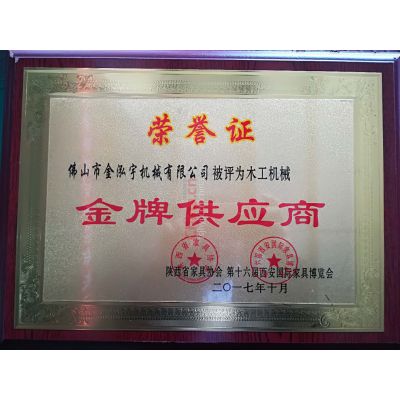 荣誉证
佛山市金泓宇机械有限公司被评为木工机械
金牌供应商
陕西省家具协会 第十六届西安国际家具博览会
二〇一七年十月